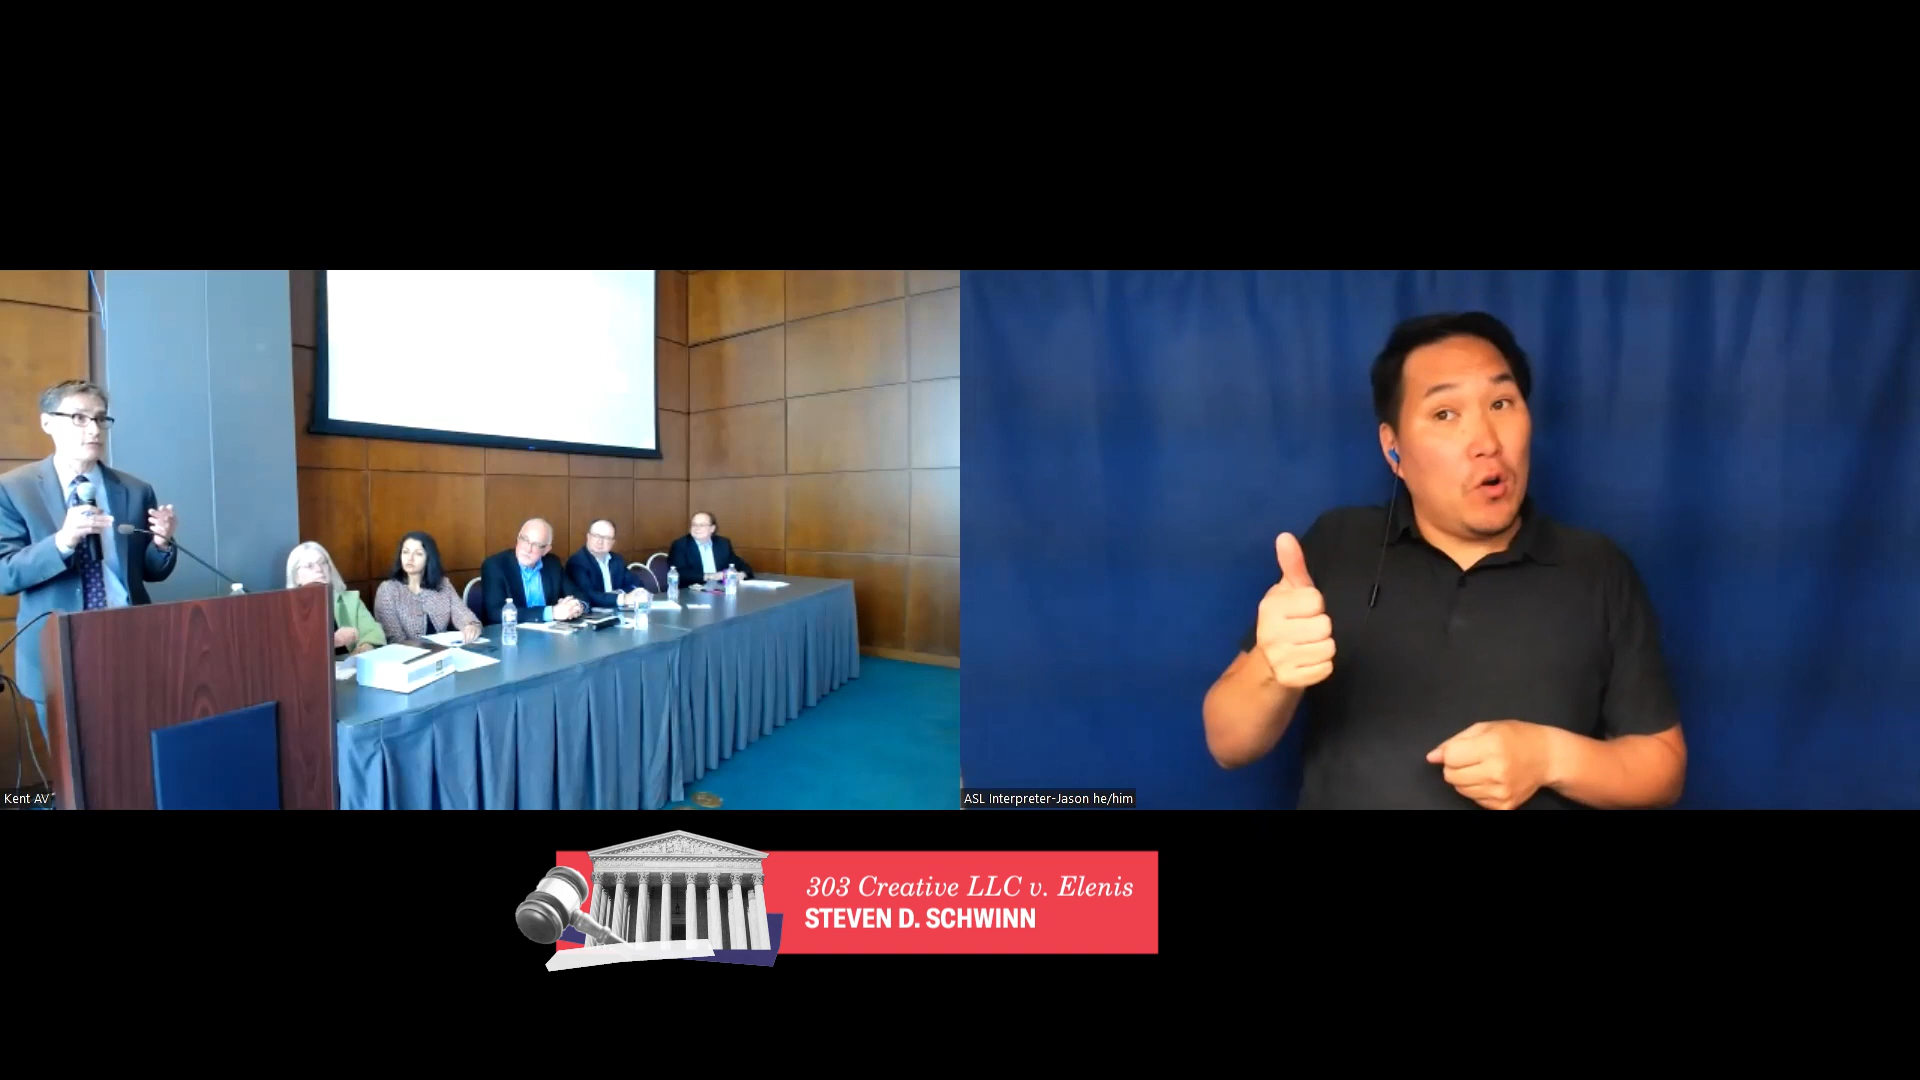 Kent AV
ASL Interpreter-Jason he/him
303 Creative LLC v. Elenis
STEVEN D. SCHWINN